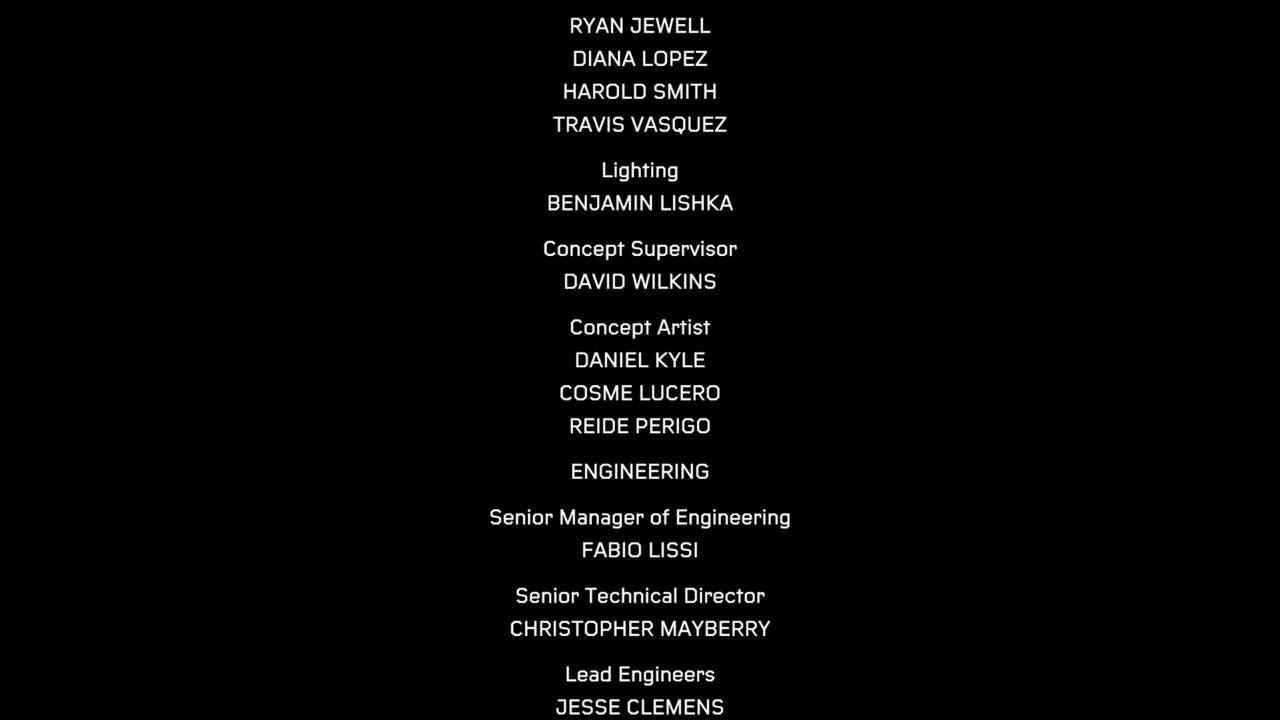 RYAN JEWELL
DIANA LOPEZ
HAROLD SMITH
TRAVIS VASQUEZ
Lighting
BENJAMIN LISHKA
Concept Supervisor
DAVID WILKINS
Concept Artist
DANIEL KYLE
COSME LUCERO
REIDE PERIGO
ENGINEERING
Senior Manager of Engineering
FABIO LISSI
Senior Technical Director
CHRISTOPHER MAYBERRY
Lead Engineers
JESSE CLEMENS